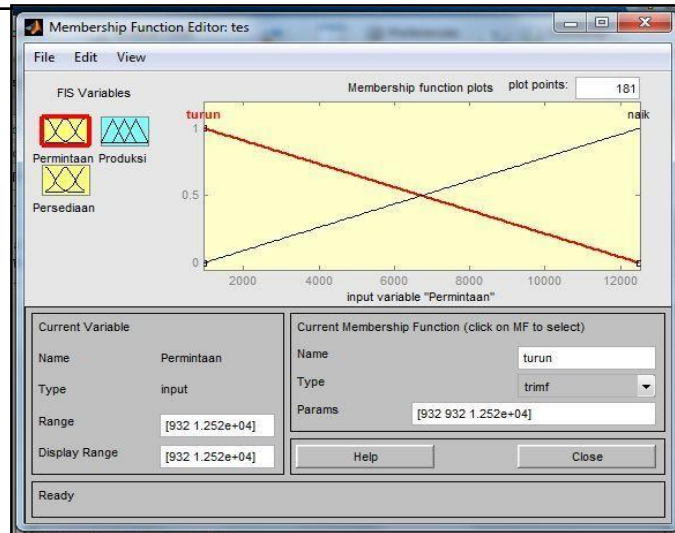 Membership Function Editor: tes
File Edit View
FIS Variables
Membership function plots plot points: 181
turun naik
Permintaan Produksi
Persediaan
1
0.5
0
2000 4000 6000 8000 10000 12000
input variable "Permintaan"
Current Variable
Name Permintaan
Type input
Range [932 1.252e+04]
Display Range [932 1.252e+04]
Current Membership Function (click on MF to select)
Name turun
Type trimf
Params [932 932 1.252e+04]
Help Close
Ready